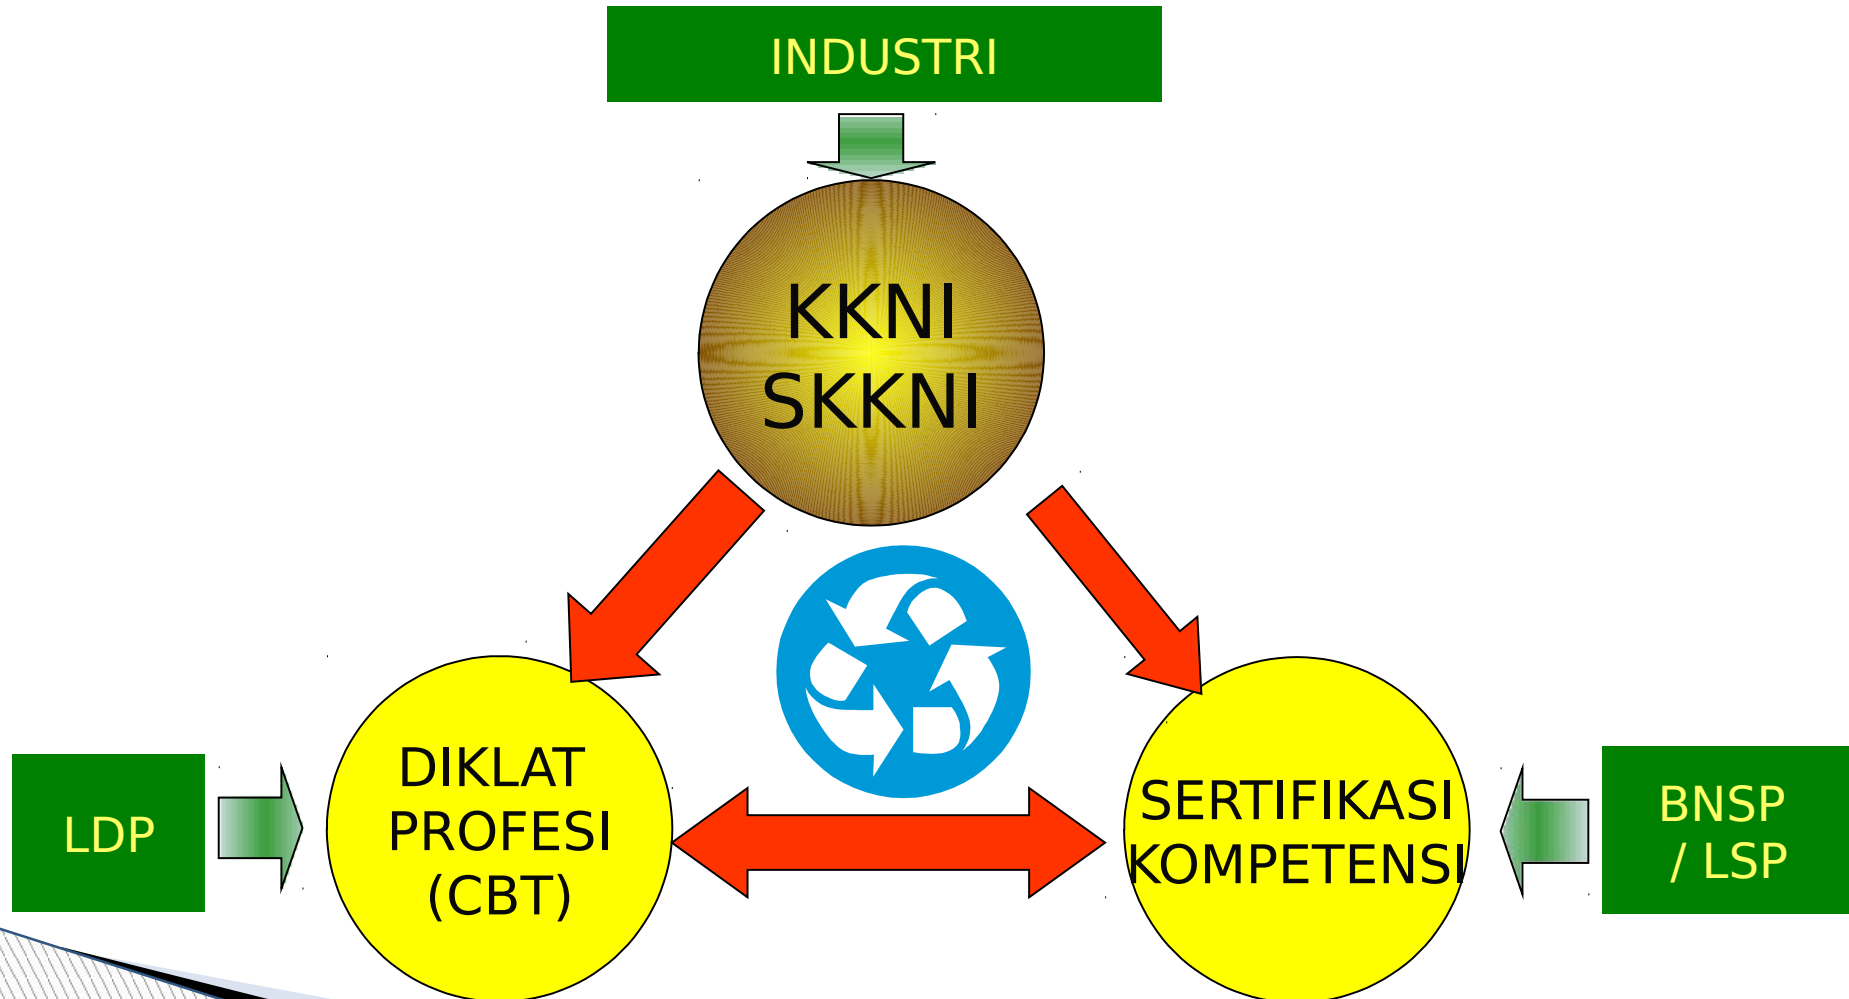 INDUSTRI
KKNI
SKKNI
DIKLAT
PROFESI
(CBT)
SERTIFIKASI
KOMPETENSI
LDP
BNSP
/ LSP